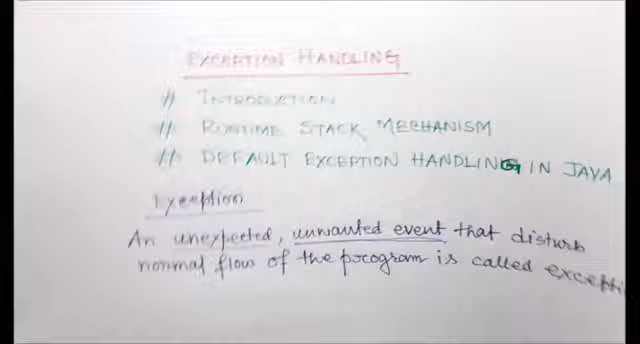 EXCEPTION HANDLING
// INTRODUCTION
// RUNTIME STACK MECHANISM
// DEFAULT EXCEPTION HANDLING IN JAVA
Exception
An unexpected, unwanted event that disturb
normal flow of the program is called excepti